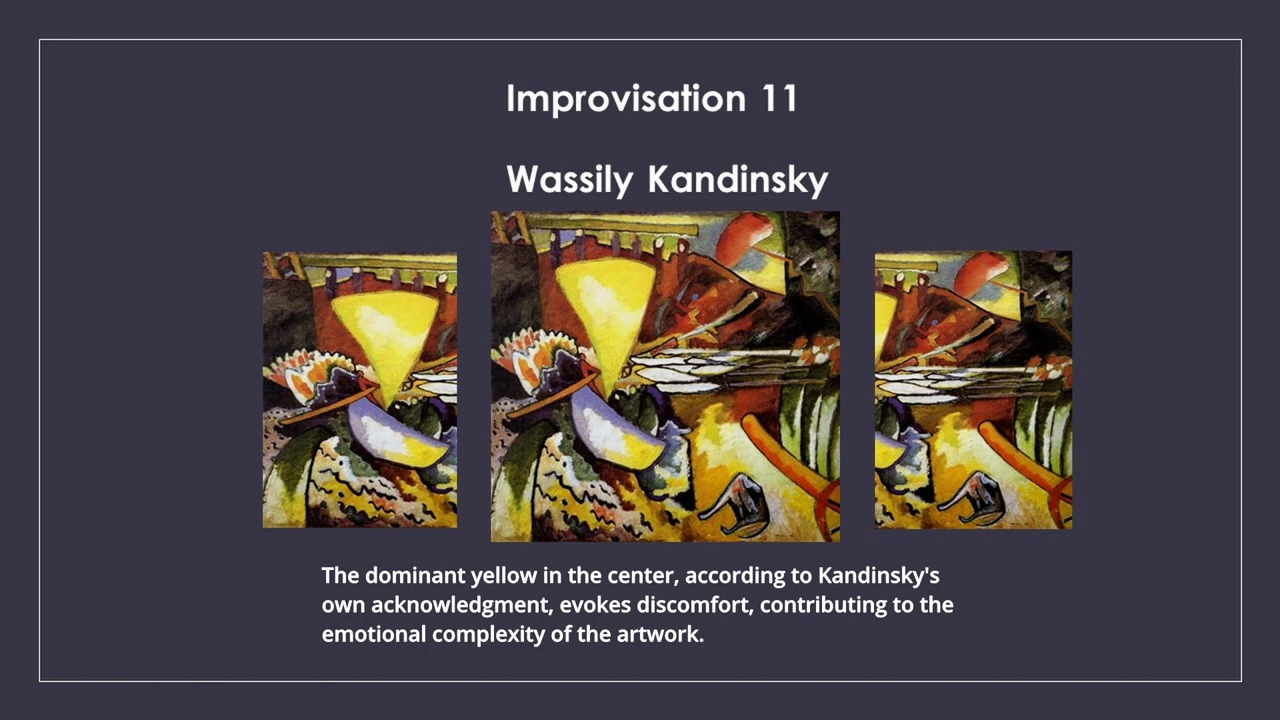 Improvisation 11
Wassily Kandinsky
The dominant yellow in the center, according to Kandinsky's
own acknowledgment, evokes discomfort, contributing to the
emotional complexity of the artwork.